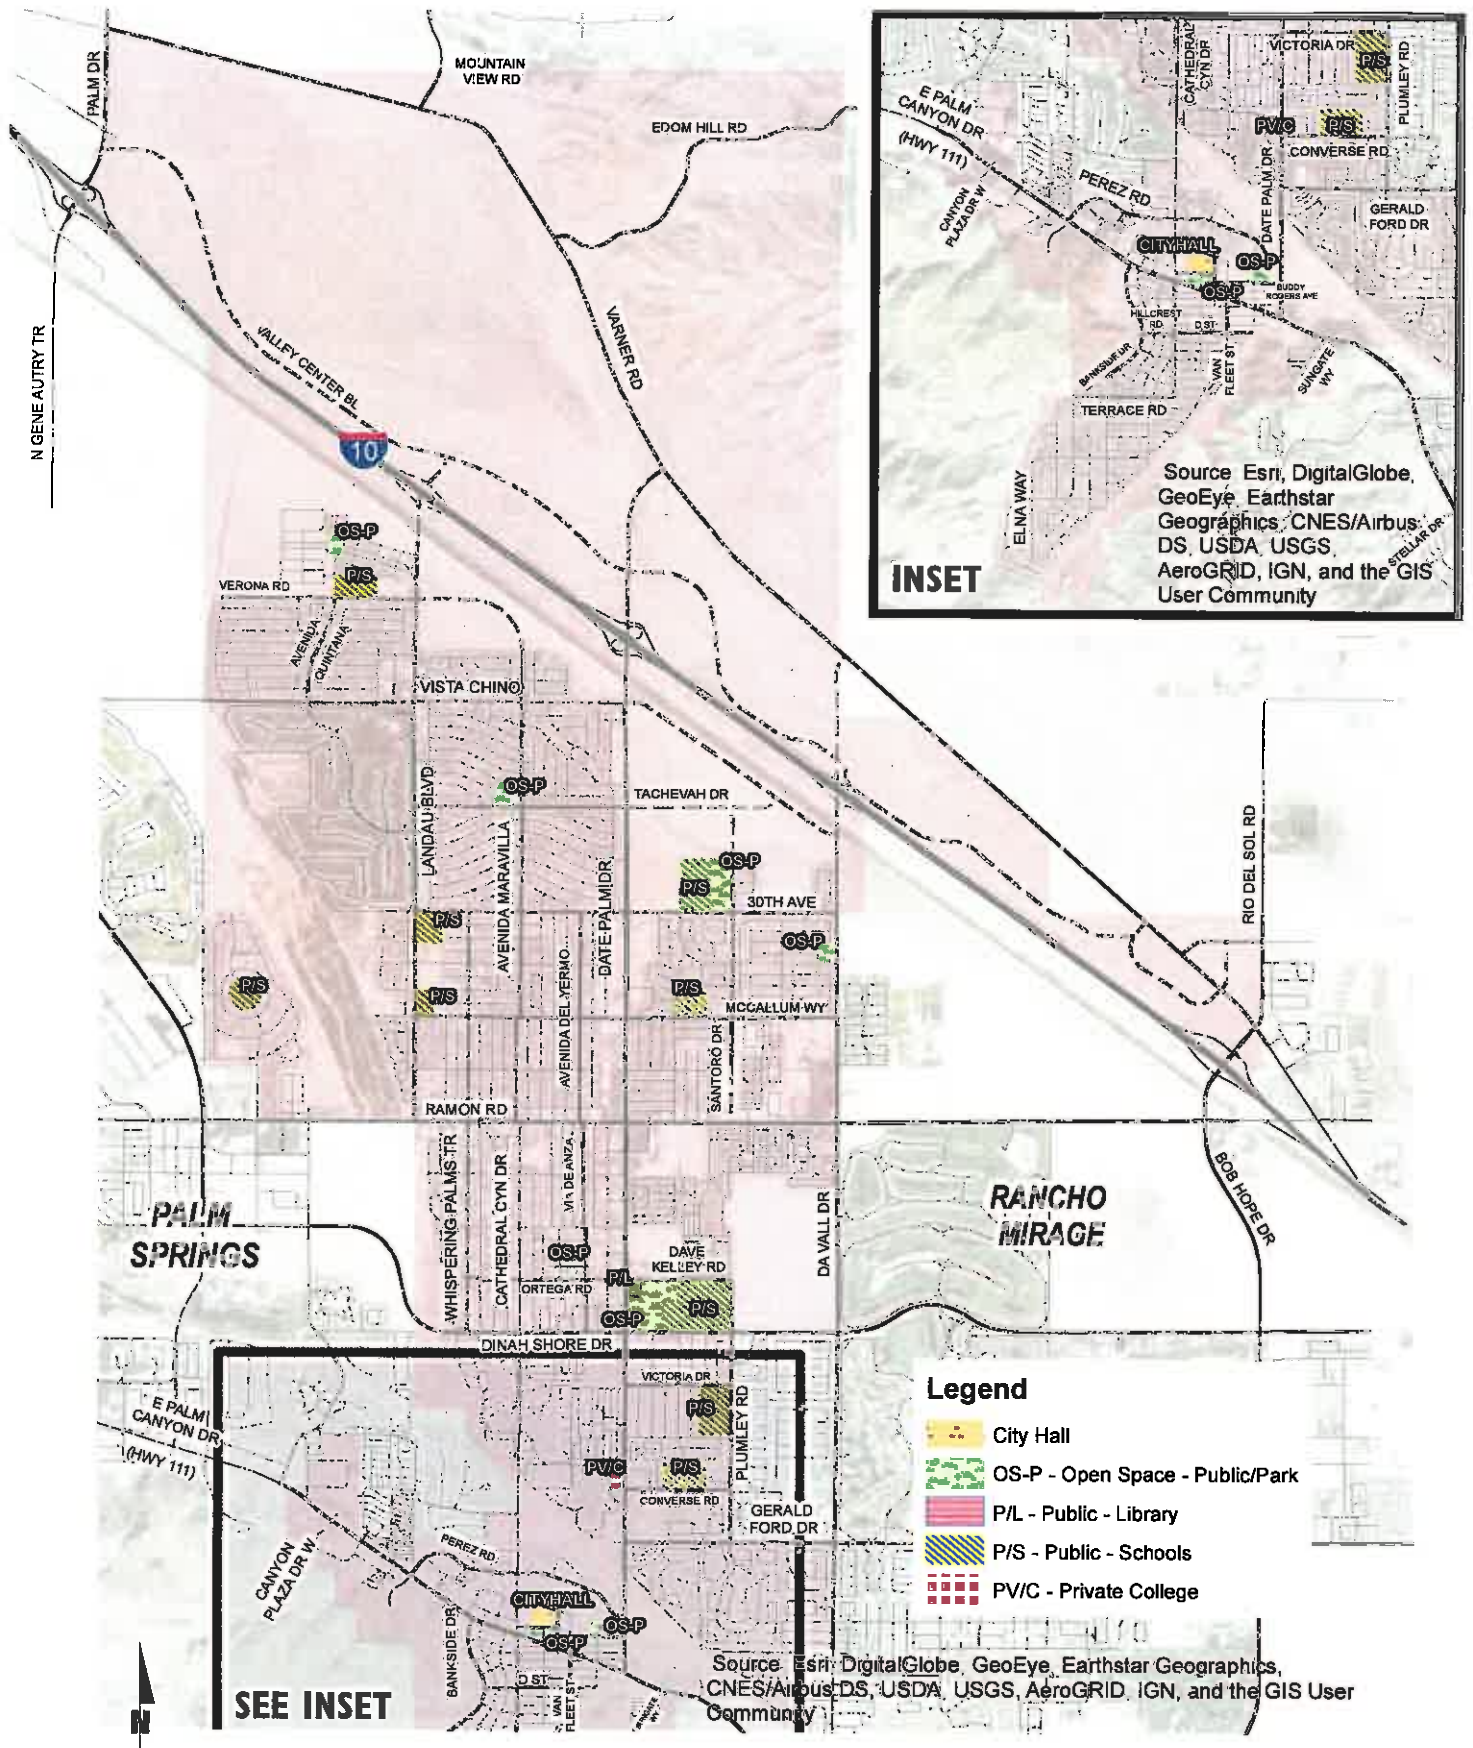 PALM DR
MOUNTAIN
VIEW RD
EDOM HILL RD
N GENE AUTRY TR
VALLEY CENTER BL
VARNER RD
10
OS-P
P/S
VERONA RD
AVENIDA
QUINTANA
VISTA CHINO
LANDAU BLVD
OS-P
AVENIDA MARAVILLA
TACHEVAH DR
DATE PALM DR
OS-P
P/S
30TH AVE
P/S
OS-P
P/S
P/S
P/S
AVENIDA DEL YERMO
MCCALLUM WY
SANTORO DR
RIO DEL SOL RD
RAMON RD
WHISPERING PALMS TR
CATHEDRAL CYN DR
VIA DE ANZA
DA VALL DR
BOB HOPE DR
PALM
SPRINGS
RANCHO
MIRAGE
OS-P
DAVE
KELLEY RD
P/L
ORTEGA RD
OS-P
P/S
DINAH SHORE DR
E PALM
CANYON DR
(HWY 111)
VICTORIA DR
P/S
PLUMLEY RD
PV/C
P/S
CONVERSE RD
GERALD
FORD DR
CANYON
PLAZA DR W
PEREZ RD
CITYHALL
OS-P
OS-P
BANKSIDE DR
D ST
VAN
FLEET ST
SEE INSET
N
Source Esri DigitalGlobe, GeoEye, Earthstar Geographics,
CNES/Airbus DS, USDA, USGS, AeroGRID, IGN, and the GIS User
Community
Legend
City Hall
OS-P - Open Space - Public/Park
P/L - Public - Library
P/S - Public - Schools
PV/C - Private College
CATHEDRAL
CYN DR
VICTORIA DR
P/S
PLUMLEY RD
E PALM
CANYON DR
(HWY 111)
PV/C
P/S
CONVERSE RD
DATE PALM DR
CANYON
PLAZA DR W
PEREZ RD
GERALD
FORD DR
CITYHALL
OS-P
OS-P
BUDDY
ROGERS AVE
HILLCREST
RD
D ST
BANKSIDE DR
VAN
FLEET ST
SUNGATE
WY
TERRACE RD
ELNA WAY
STELLAR DR
INSET
Source Esri, DigitalGlobe,
GeoEye, Earthstar
Geographics, CNES/Airbus
DS, USDA, USGS,
AeroGRID, IGN, and the GIS
User Community